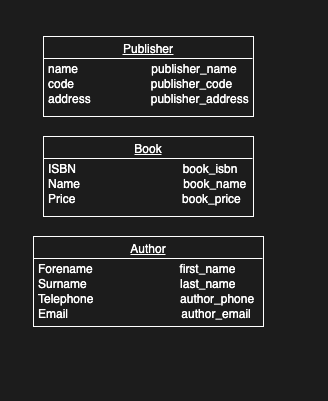 Publisher
name publisher_name
code publisher_code
address publisher_address
Book
ISBN book_isbn
Name book_name
Price book_price
Author
Forename first_name
Surname last_name
Telephone author_phone
Email author_email